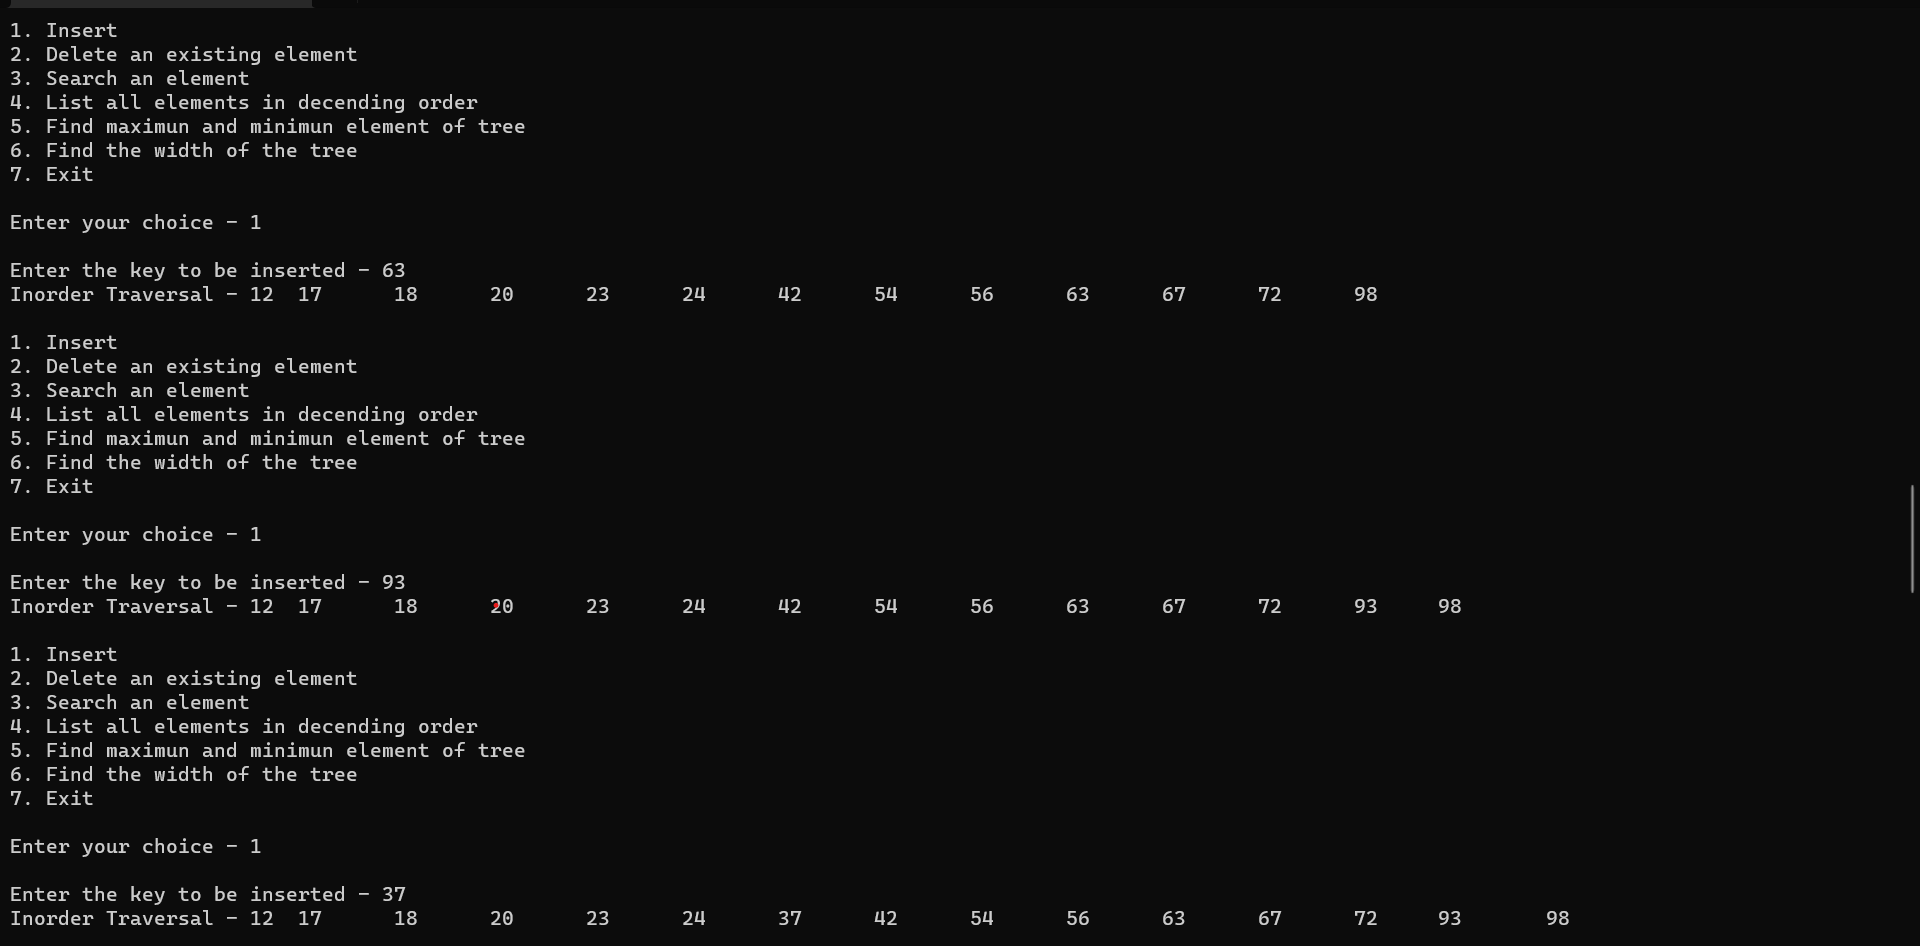 1. Insert
2. Delete an existing element
3. Search an element
4. List all elements in decending order
5. Find maximun and minimun element of tree
6. Find the width of the tree
7. Exit
Enter your choice - 1
Enter the key to be inserted - 63
Inorder Traversal - 12 17 18 20 23 24 42 54 56 63 67 72 98
1. Insert
2. Delete an existing element
3. Search an element
4. List all elements in decending order
5. Find maximun and minimun element of tree
6. Find the width of the tree
7. Exit
Enter your choice - 1
Enter the key to be inserted - 93
Inorder Traversal - 12 17 18 20 23 24 42 54 56 63 67 72 93 98
1. Insert
2. Delete an existing element
3. Search an element
4. List all elements in decending order
5. Find maximun and minimun element of tree
6. Find the width of the tree
7. Exit
Enter your choice - 1
Enter the key to be inserted - 37
Inorder Traversal - 12 17 18 20 23 24 37 42 54 56 63 67 72 93 98